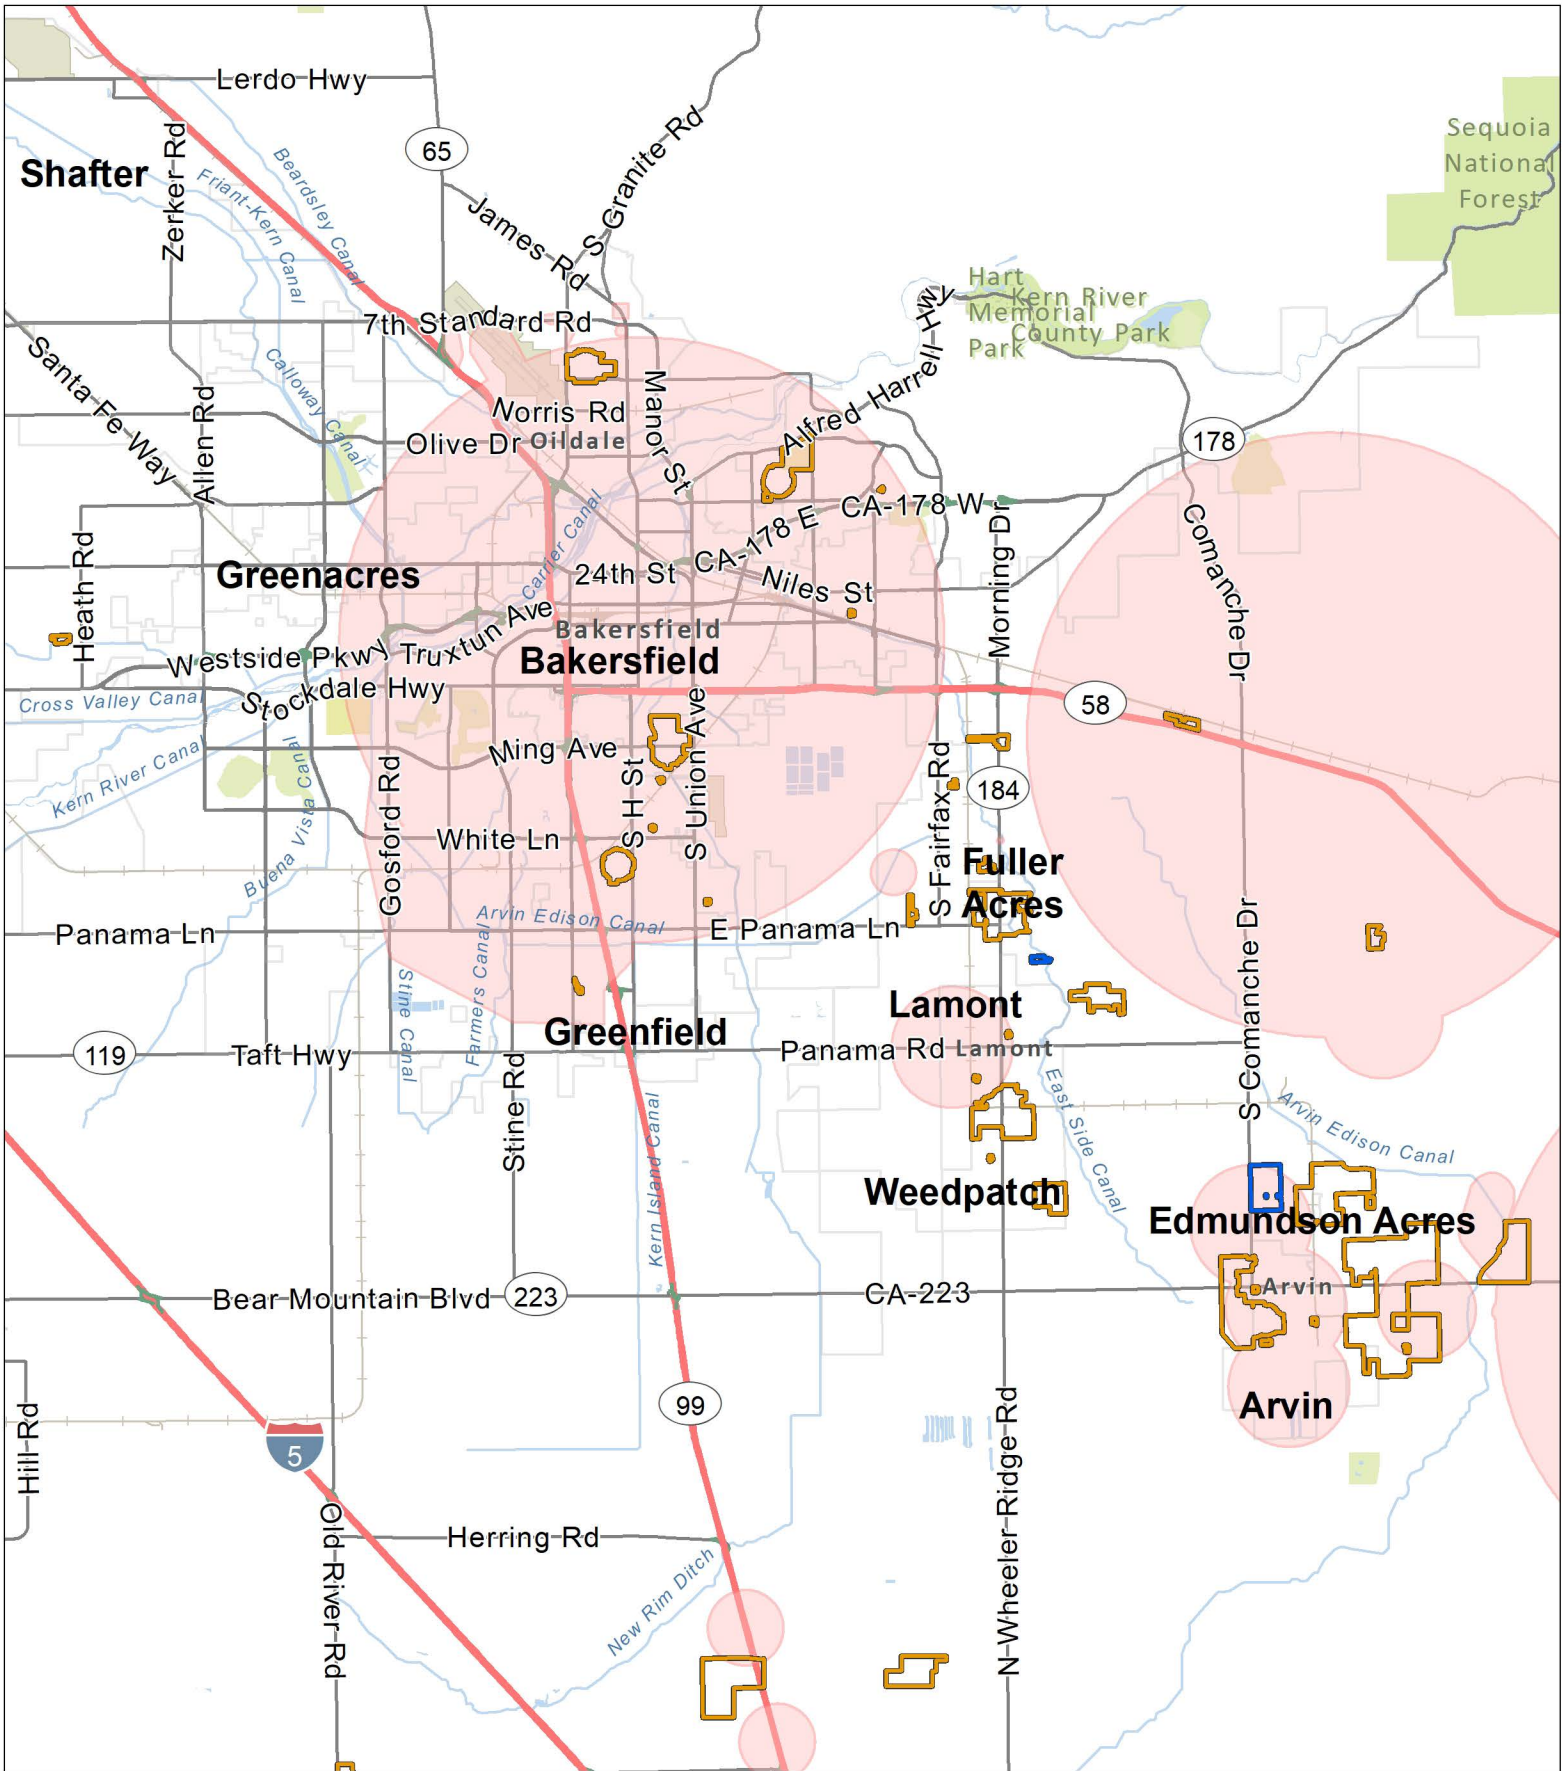 Lerdo Hwy
Sequoia
National
Forest
65
Shafter
Zerker Rd
Beardsley Canal
Friant-Kern Canal
S Granite Rd
James Rd
Hart
Memorial
Park
Kern River
County Park
7th Standard Rd
Santa Fe Way
Calloway Canal
Allen Rd
Norris Rd
Manor St
Alfred Harrell Hwy
Olive Dr
Oildale
178
CA-178 W
CA-178 E
Carrier Canal
Comanche Dr
Heath Rd
Greenacres
24th St
Niles St
Morning Dr
Truxtun Ave
Bakersfield
Bakersfield
Westside Pkwy
Stockdale Hwy
Cross Valley Canal
58
Kern River Canal
Buena Vista Canal
Ming Ave
Gosford Rd
S H St
S Union Ave
S Fairfax Rd
184
White Ln
Fuller
Acres
Arvin Edison Canal
Panama Ln
E Panama Ln
S Comanche Dr
Stine Canal
Farmers Canal
Lamont
Greenfield
119
Taft Hwy
Panama Rd
Lamont
Stine Rd
Kern Island Canal
East Side Canal
Arvin Edison Canal
Weedpatch
Edmundson Acres
Bear Mountain Blvd
223
CA-223
Arvin
99
Arvin
Hill Rd
5
Old River Rd
Herring Rd
New Rim Ditch
N Wheeler Ridge Rd